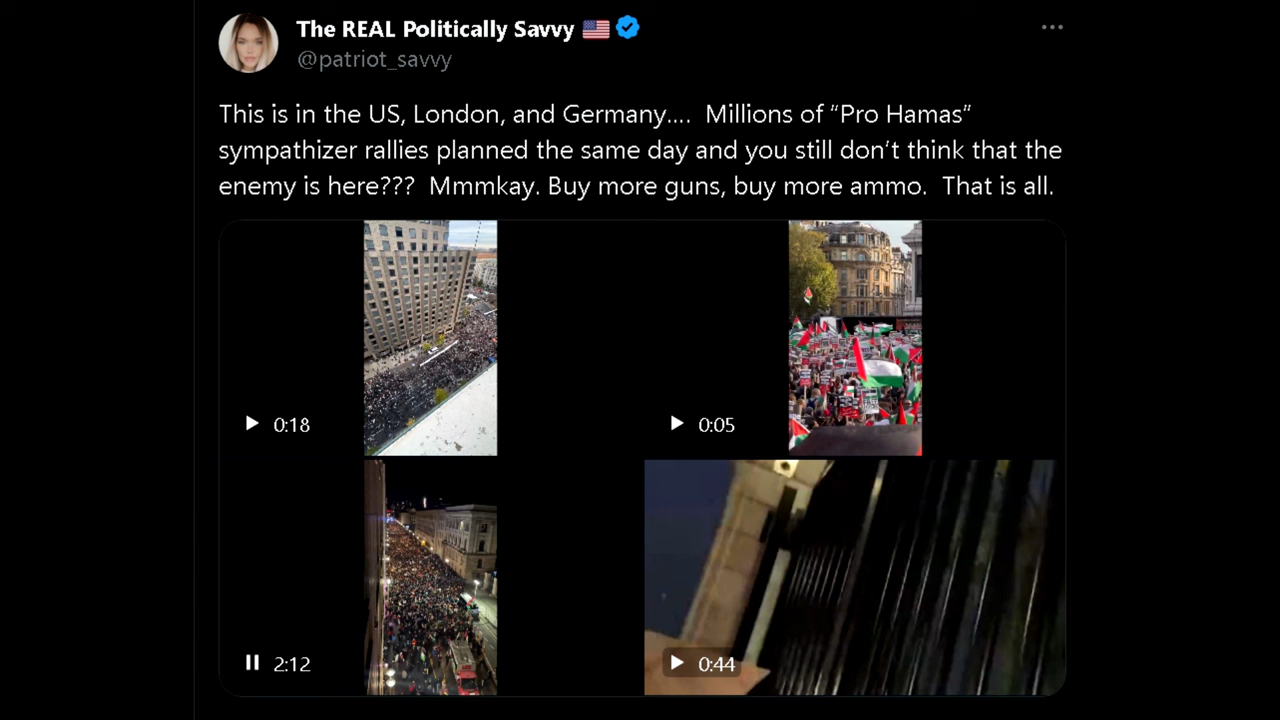 The REAL Politically Savvy
@patriot_savvy
This is in the US, London, and Germany.... Millions of “Pro Hamas”
sympathizer rallies planned the same day and you still don’t think that the
enemy is here??? Mmmkay. Buy more guns, buy more ammo. That is all.
0:18
0:05
2:12
0:44